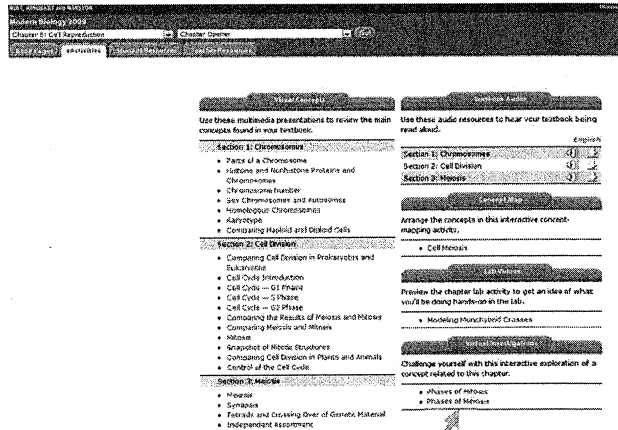 HOLT, RINEHART AND WINSTON
Modern Biology 2009
Chapter 8: Cell Reproduction
Chapter Opener
eActivities
Student Resources
Visual Concepts
Use these multimedia presentations to review the main
concepts found in your textbook.
Section 1: Chromosomes
• Parts of a Chromosome
• Histone and Nonhistone Proteins and
Chromosomes
• Chromosome Number
• Sex Chromosomes and Autosomes
• Homologous Chromosomes
• Karyotype
• Comparing Haploid and Diploid Cells
Section 2: Cell Division
• Comparing Cell Division in Prokaryotes and
Eukaryotes
• Cell Cycle Introduction
• Cell Cycle — G1 Phase
• Cell Cycle — S Phase
• Cell Cycle — G2 Phase
• Comparing the Results of Meiosis and Mitosis
• Comparing Meiosis and Mitosis
• Mitosis
• Snapshot of Mitotic Structures
• Comparing Cell Division in Plants and Animals
• Control of the Cell Cycle
Section 3: Meiosis
• Meiosis
• Synapsis
• Tetrads and Crossing Over of Genetic Material
• Independent Assortment
Textbook Audio
Use these audio resources to hear your textbook being
read aloud.
English
Section 1: Chromosomes
Section 2: Cell Division
Section 3: Meiosis
Concept Map
Arrange the concepts in this interactive concept-
mapping activity.
• Cell Meiosis
Lab Videos
Preview the chapter lab activity to get an idea of what
you'll be doing hands-on in the lab.
• Modeling Monohybrid Crosses
Challenge yourself with this interactive exploration of a
concept related to this chapter.
• Phases of Mitosis
• Phases of Meiosis